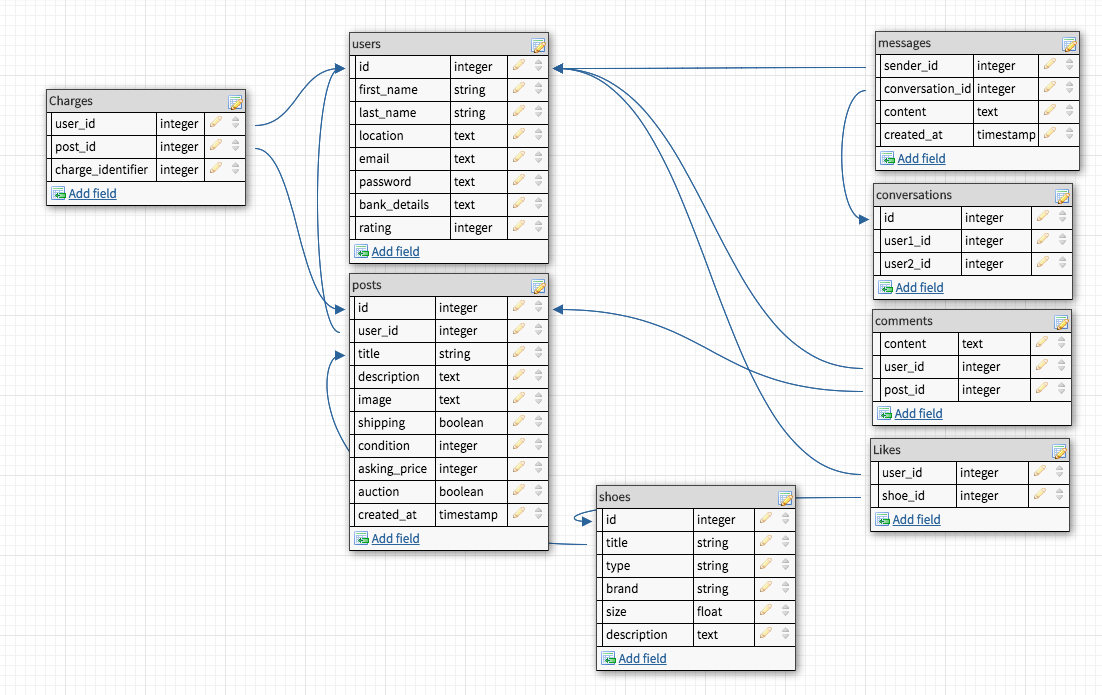 Charges
user_id integer
post_id integer
charge_identifier integer
Add field
users
id integer
first_name string
last_name string
location text
email text
password text
bank_details text
rating integer
Add field
posts
id integer
user_id integer
title string
description text
image text
shipping boolean
condition integer
asking_price integer
auction boolean
created_at timestamp
Add field
shoes
id integer
title string
type string
brand string
size float
description text
Add field
messages
sender_id integer
conversation_id integer
content text
created_at timestamp
Add field
conversations
id integer
user1_id integer
user2_id integer
Add field
comments
content text
user_id integer
post_id integer
Add field
Likes
user_id integer
shoe_id integer
Add field